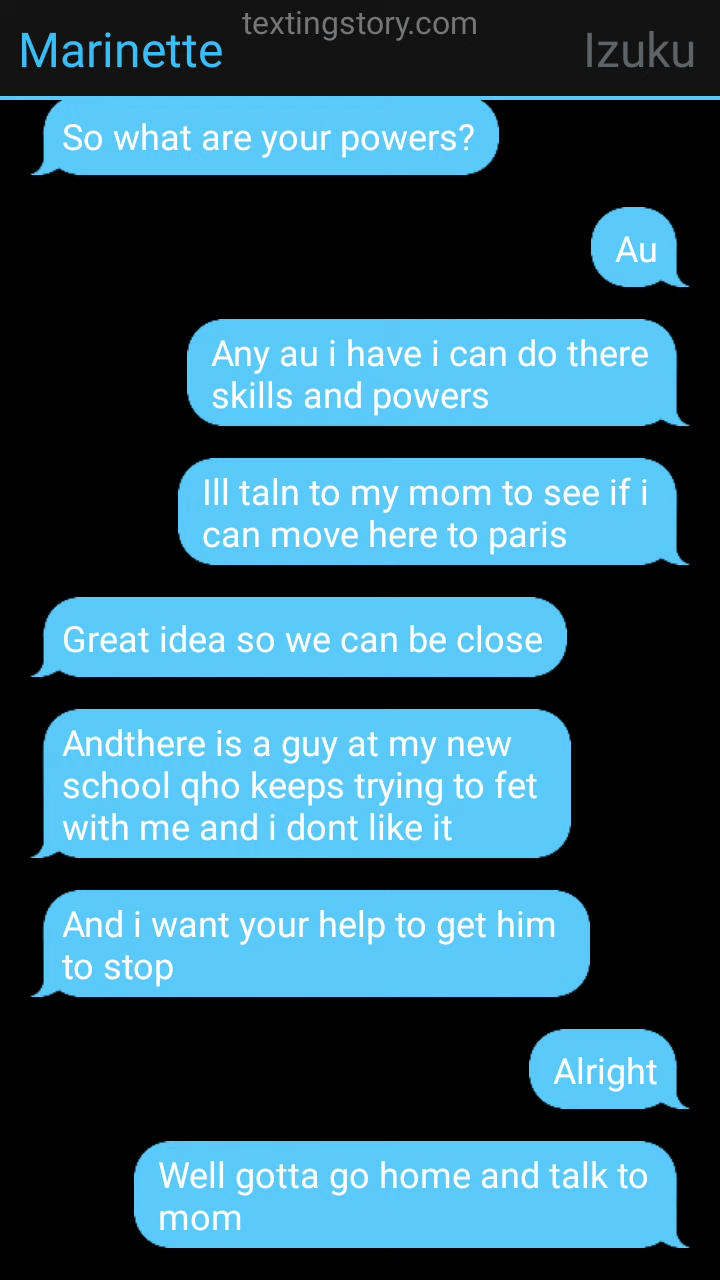 textingstory.com
Marinette
Izuku
So what are your powers?
Au
Any au i have i can do there
skills and powers
Ill taln to my mom to see if i
can move here to paris
Great idea so we can be close
Andthere is a guy at my new
school qho keeps trying to fet
with me and i dont like it
And i want your help to get him
to stop
Alright
Well gotta go home and talk to
mom